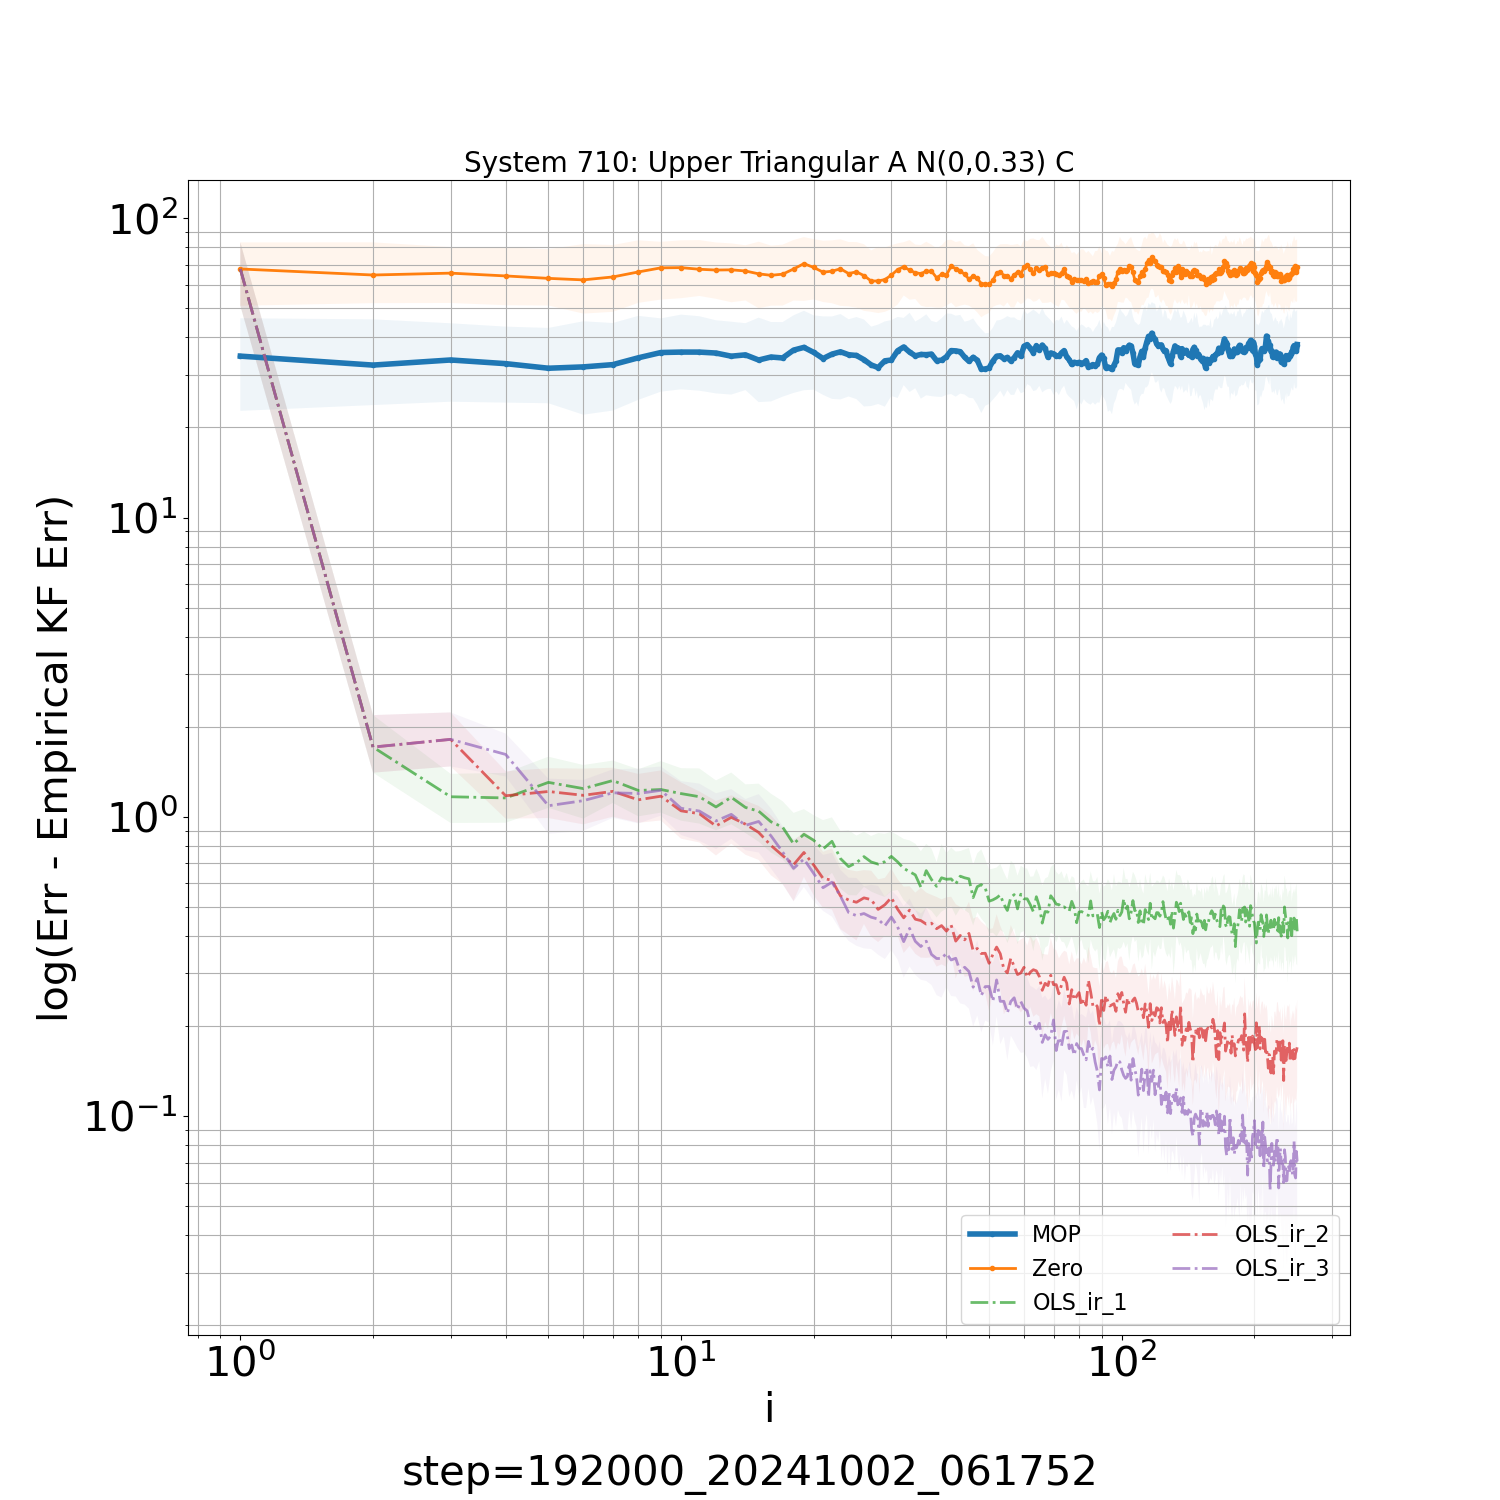 System 710: Upper Triangular A N(0,0.33) C
log(Err - Empirical KF Err)
10²
10¹
10⁰
10⁻¹
10⁰ 10¹ 10²
i
MOP
Zero
OLS_ir_1
OLS_ir_2
OLS_ir_3
step=192000_20241002_061752